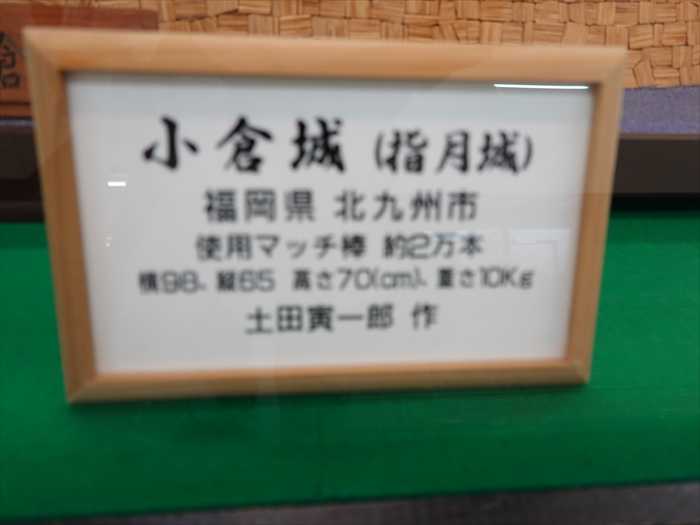 小倉城（指月城）
福岡県 北九州市
使用マッチ棒 約2万本
横98、縦65 高さ70(cm)、重さ10Kg
土田寅一郎 作